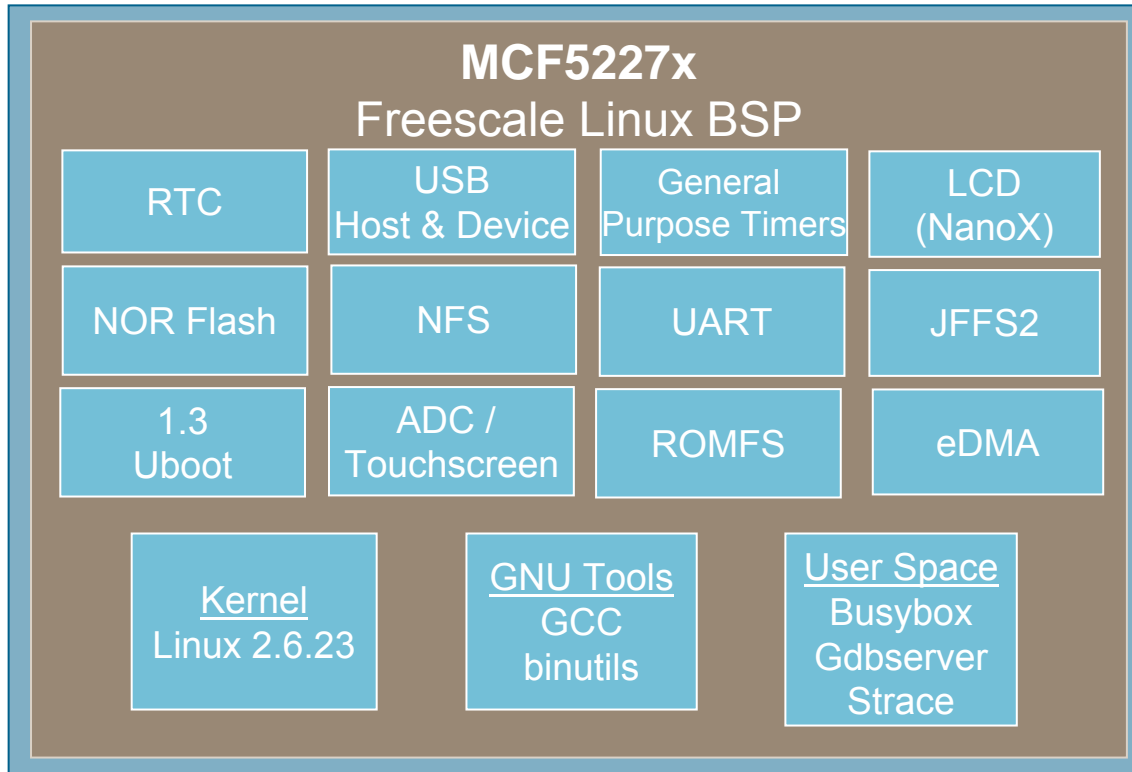 MCF5227x
Freescale Linux BSP
RTC
USB
Host & Device
General
Purpose Timers
LCD
(NanoX)
NOR Flash
NFS
UART
JFFS2
1.3
Uboot
ADC /
Touchscreen
ROMFS
eDMA
Kernel
Linux 2.6.23
GNU Tools
GCC
binutils
User Space
Busybox
Gdbserver
Strace